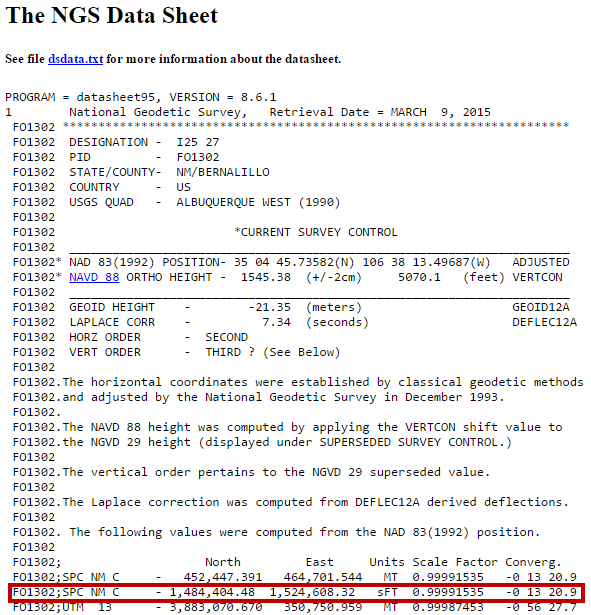 The NGS Data Sheet
See file dsdata.txt for more information about the datasheet.
PROGRAM = datasheet95, VERSION = 8.6.1
1        National Geodetic Survey,   Retrieval Date = MARCH  9, 2015
 FO1302 ***********************************************************************
 FO1302  DESIGNATION -  I25 27
 FO1302  PID         -  FO1302
 FO1302  STATE/COUNTY-  NM/BERNALILLO
 FO1302  COUNTRY     -  US
 FO1302  USGS QUAD   -  ALBUQUERQUE WEST (1990)
 FO1302
 FO1302                         *CURRENT SURVEY CONTROL
 FO1302  ______________________________________________________________________
 FO1302* NAD 83(1992) POSITION- 35 04 45.73582(N) 106 38 13.49687(W)   ADJUSTED
 FO1302* NAVD 88 ORTHO HEIGHT -  1545.38  (+/-2cm)     5070.1   (feet) VERTCON
 FO1302  ______________________________________________________________________
 FO1302  GEOID HEIGHT    -        -21.35  (meters)                     GEOID12A
 FO1302  LAPLACE CORR    -          7.34  (seconds)                    DEFLEC12A
 FO1302  HORZ ORDER      -  SECOND
 FO1302  VERT ORDER      -  THIRD ? (See Below)
 FO1302
 FO1302.The horizontal coordinates were established by classical geodetic methods
 FO1302.and adjusted by the National Geodetic Survey in December 1993.
 FO1302.
 FO1302.The NAVD 88 height was computed by applying the VERTCON shift value to
 FO1302.the NGVD 29 height (displayed under SUPERSEDED SURVEY CONTROL.)
 FO1302
 FO1302.The vertical order pertains to the NGVD 29 superseded value.
 FO1302
 FO1302.The Laplace correction was computed from DEFLEC12A derived deflections.
 FO1302
 FO1302. The following values were computed from the NAD 83(1992) position.
 FO1302
 FO1302;                     North         East     Units Scale Factor Converg.
 FO1302;SPC NM C     -   452,447.391   464,701.544   MT  0.99991535   -0 13 20.9
 FO1302;SPC NM C     - 1,484,404.48  1,524,608.32   sFT  0.99991535   -0 13 20.9
 FO1302;UTM  13      - 3,883,070.670   350,750.959   MT  0.99987453   -0 56 27.7